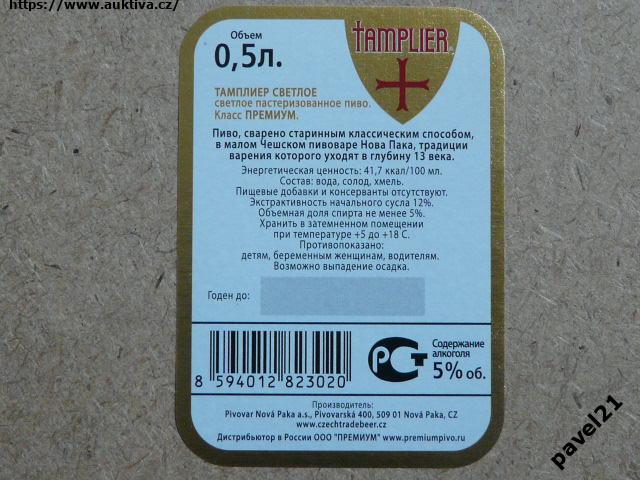 https://www.auktiva.cz/
Объем
0,5л.
TAMPLIER
ТАМПЛИЕР СВЕТЛОЕ
светлое пастеризованное пиво.
Класс ПРЕМИУМ.
Пиво, сварено старинным классическим способом,
в малом Чешском пивоваре Нова Пака, традиции
варения которого уходят в глубину 13 века.
Энергетическая ценность: 41,7 ккал/100 мл.
Состав: вода, солод, хмель.
Пищевые добавки и консерванты отсутствуют.
Экстрактивность начального сусла 12%.
Объемная доля спирта не менее 5%.
Хранить в затемненном помещении
при температуре +5 до +18 С.
Противопоказано:
детям, беременным женщинам, водителям.
Возможно выпадение осадка.
Годен до:
8 594012 823020
РСТ
Содержание
алкоголя
5% об.
Производитель:
Pivovar Nová Paka a.s., Pivovarská 400, 509 01 Nová Paka, CZ
www.czechtradebeer.cz
Дистрибьютор в России ООО "ПРЕМИУМ" www.premiumpivo.ru
pavel21